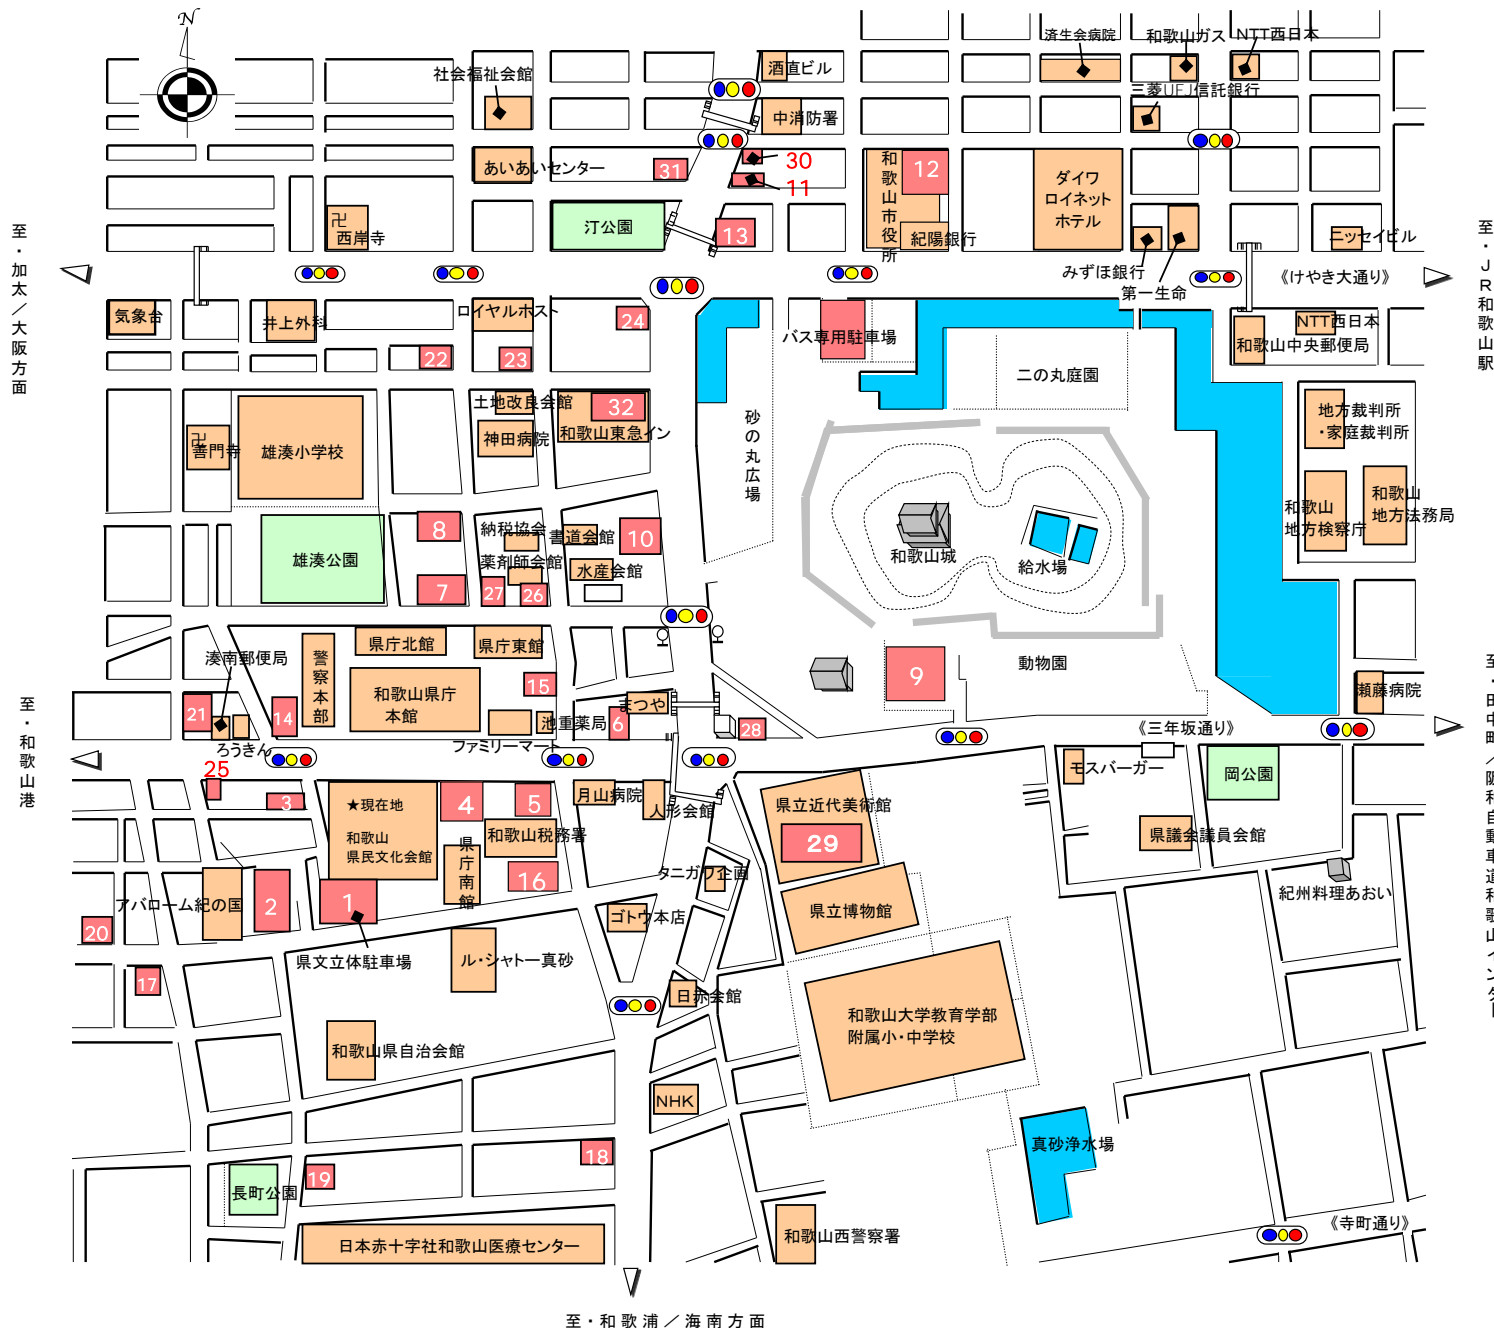 N
社会福祉会館
酒直ビル
済生会病院
和歌山ガス
NTT西日本
三菱UFJ信託銀行
中消防署
あいあいセンター
31
30
11
和歌山市役所
12
ダイワ
ロイネット
ホテル
卍
西岸寺
汀公園
13
紀陽銀行
みずほ銀行
第一生命
ニッセイビル
至・加太／大阪方面
至・JR和歌山駅
《けやき大通り》
気象台
井上外科
ロイヤルホスト
24
バス専用駐車場
NTT西日本
和歌山中央郵便局
22
23
二の丸庭園
土地改良会館
32
和歌山東急イン
神田病院
卍
善門寺
雄湊小学校
砂の丸広場
地方裁判所
・家庭裁判所
和歌山
地方検察庁
和歌山
地方法務局
8
納税協会
書道会館
10
雄湊公園
薬剤師会館
水産会館
7
27
26
和歌山城
給水場
県庁北館
県庁東館
湊南郵便局
警察本部
和歌山県庁
本館
15
9
動物園
瀬藤病院
至・和歌山港
21
14
まつや
池重薬局
6
28
ろうきん
ファミリーマート
《三年坂通り》
至・田中町／阪和自動車道和歌山インター
25
3
★現在地
和歌山
県民文化会館
4
5
月山病院
人形会館
県立近代美術館
29
モスバーガー
岡公園
和歌山税務署
県庁南館
16
県議会議員会館
タニガワ企画
アバローム紀の国
2
1
ゴトウ本店
県立博物館
紀州料理あおい
20
県文立体駐車場
ル・シャトー真砂
17
日赤会館
和歌山大学教育学部
附属小・中学校
和歌山県自治会館
NHK
真砂浄水場
18
19
長町公園
《寺町通り》
日本赤十字社和歌山医療センター
和歌山西警察署
至・和歌浦／海南方面